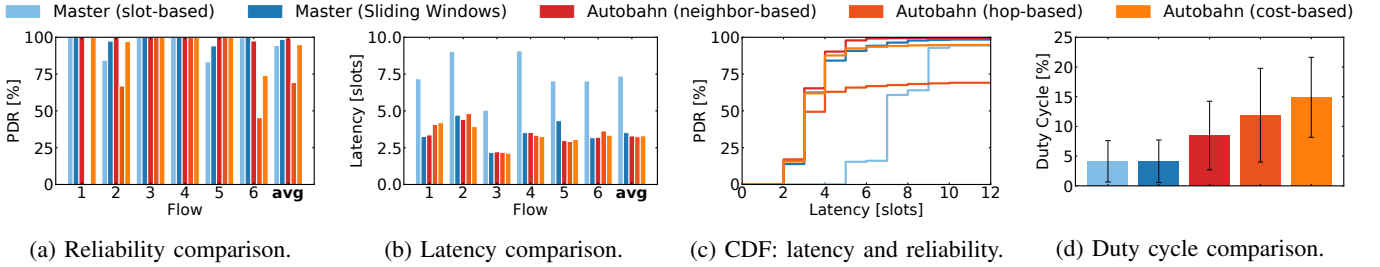 Master (slot-based) Master (Sliding Windows) Autobahn (neighbor-based) Autobahn (hop-based) Autobahn (cost-based)
PDR [%]
100
75
50
25
0
1 2 3 4 5 6 avg
Flow
(a) Reliability comparison.
Latency [slots]
10.0
7.5
5.0
2.5
0.0
1 2 3 4 5 6 avg
Flow
(b) Latency comparison.
PDR [%]
100
75
50
25
0
0 2 4 6 8 10 12
Latency [slots]
(c) CDF: latency and reliability.
Duty Cycle [%]
25
20
15
10
5
0
(d) Duty cycle comparison.